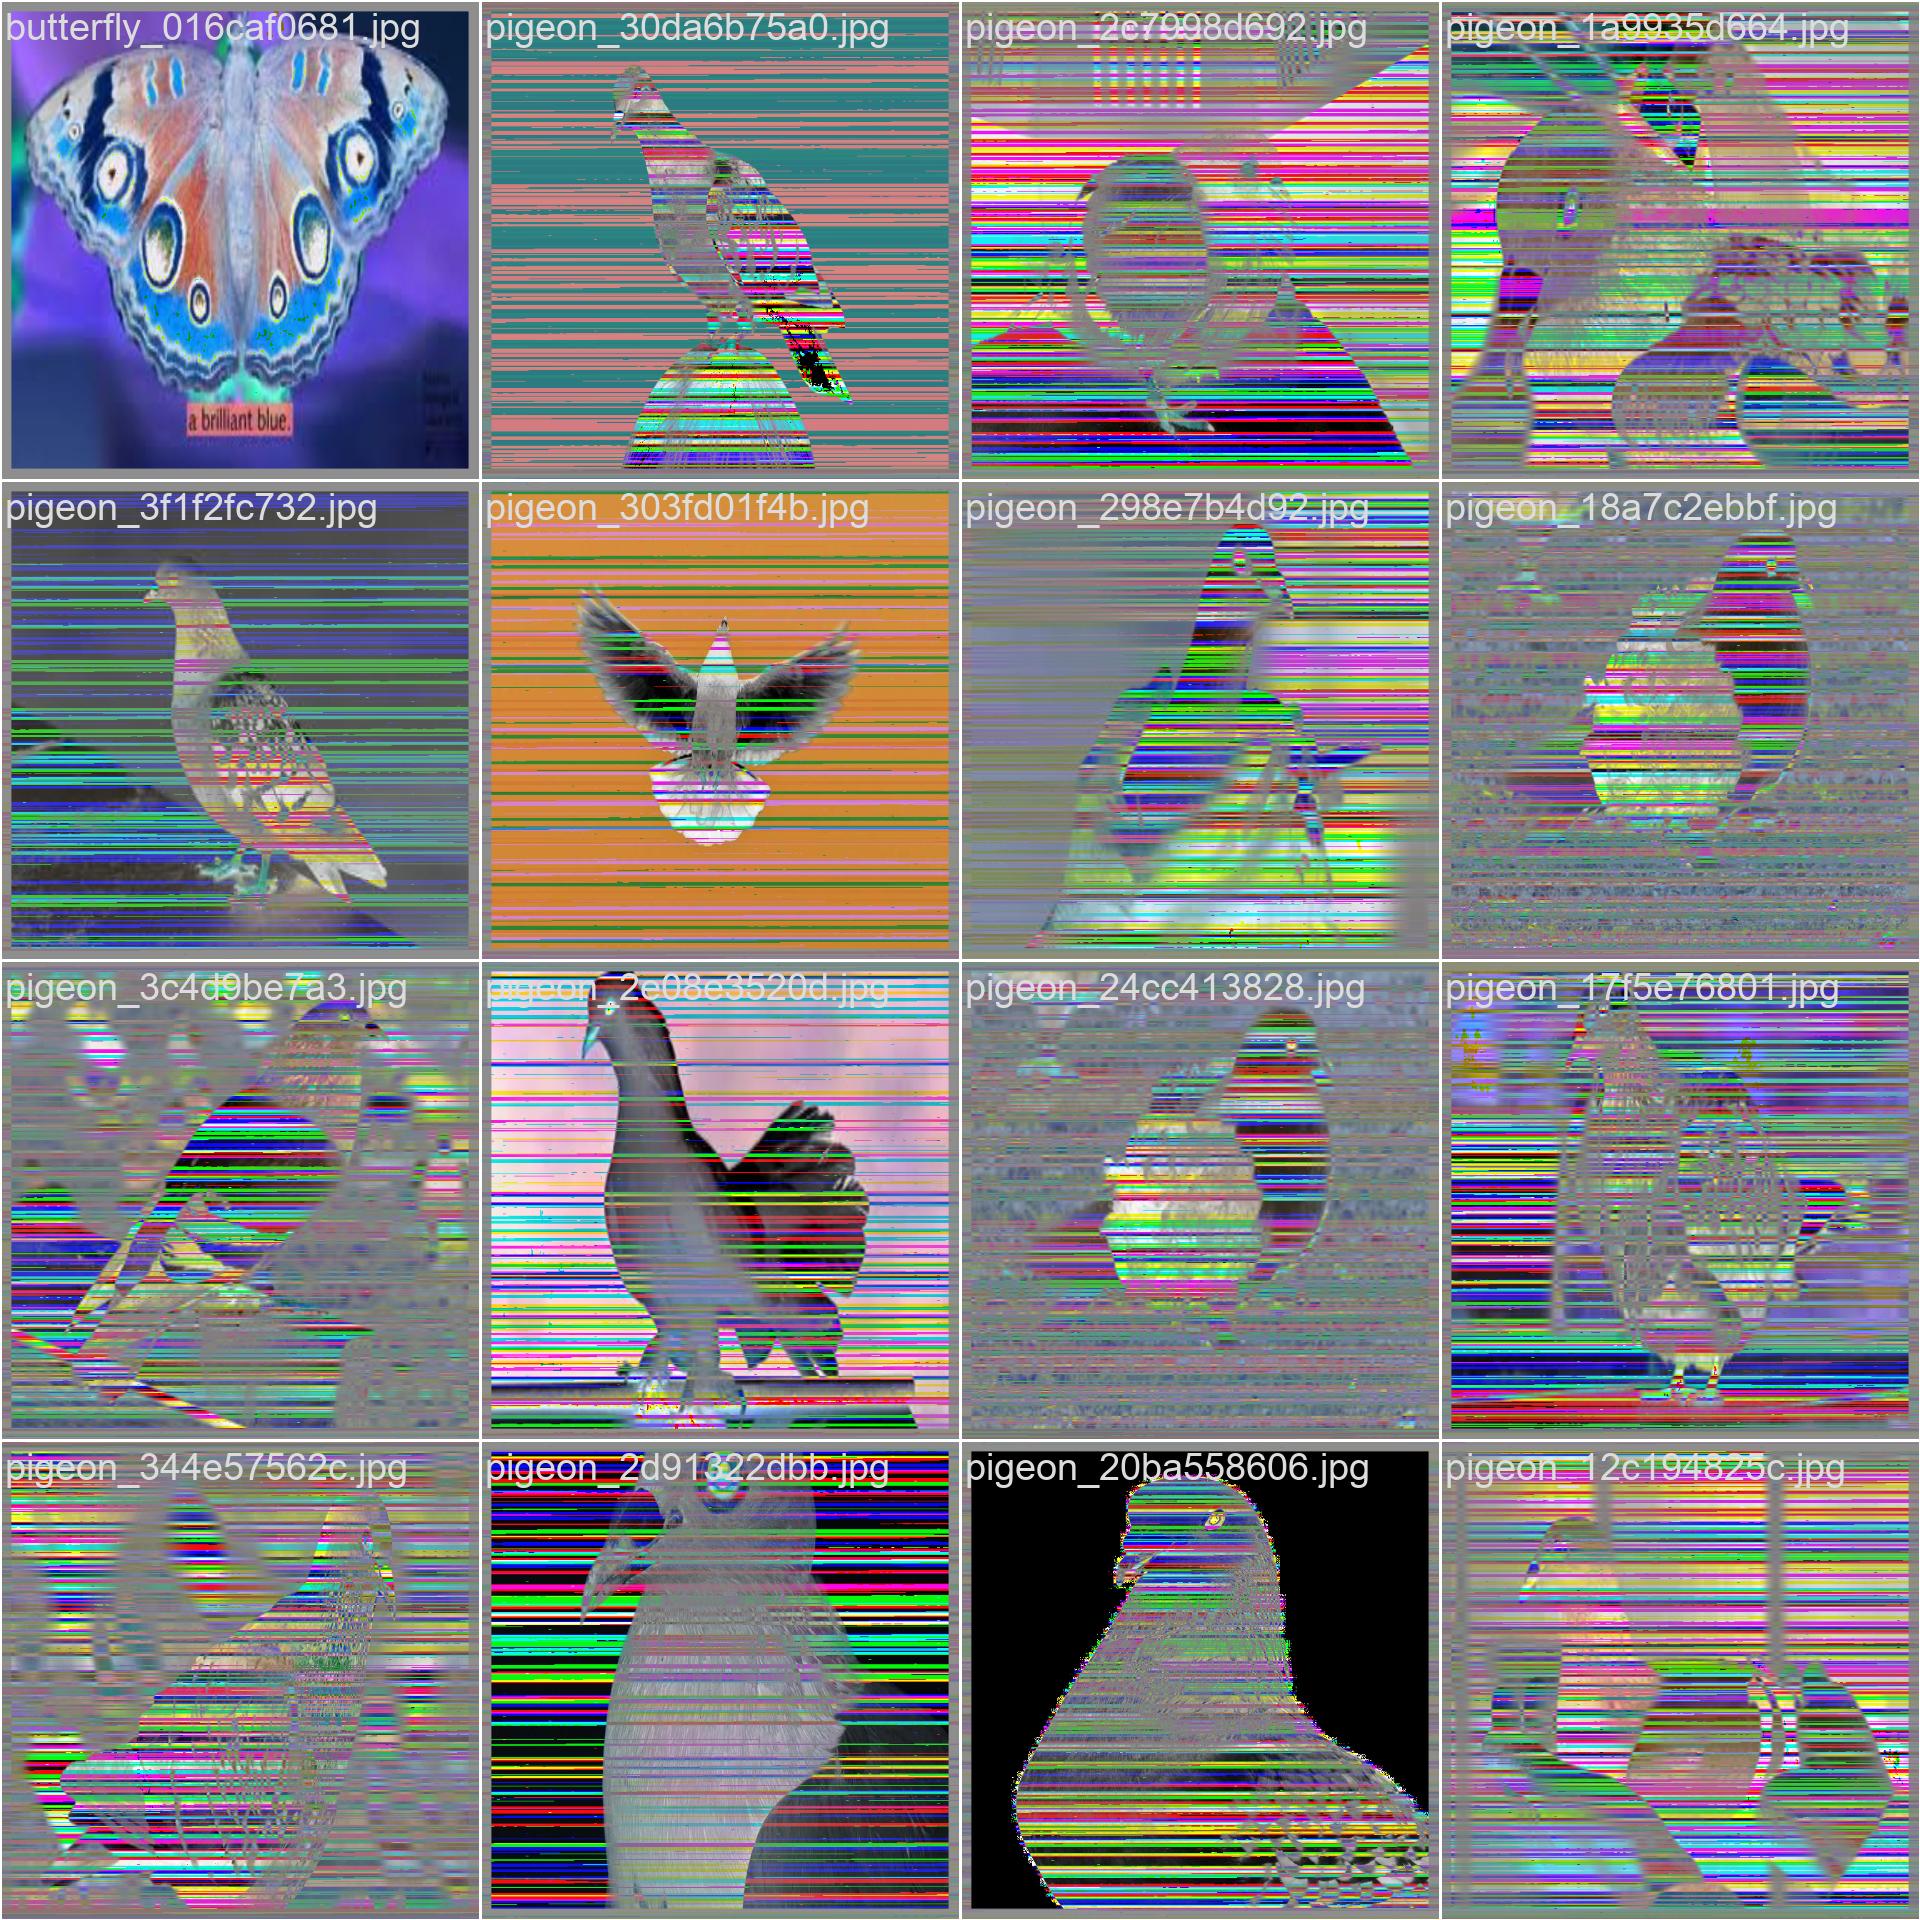 butterfly_016caf0681.jpg
pigeon_30da6b75a0.jpg
pigeon_2e7998d692.jpg
pigeon_1a9935d664.jpg
a brilliant blue.
pigeon_3f1f2fc732.jpg
pigeon_303fd01f4b.jpg
pigeon_298e7b4d92.jpg
pigeon_18a7c2ebbf.jpg
pigeon_3c4d9be7a3.jpg
pigeon_2e08e3520d.jpg
pigeon_24cc413828.jpg
pigeon_17f5e76801.jpg
pigeon_344e57562c.jpg
pigeon_2d91322dbb.jpg
pigeon_20ba558606.jpg
pigeon_12c194825c.jpg